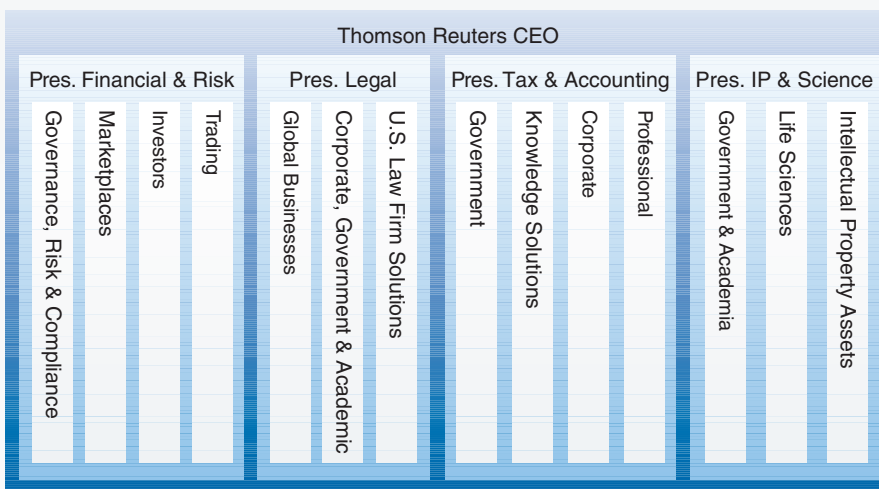 Thomson Reuters CEO
Pres. Financial & Risk
Governance, Risk & Compliance
Marketplaces
Investors
Trading
Pres. Legal
Global Businesses
Corporate, Government & Academic
U.S. Law Firm Solutions
Pres. Tax & Accounting
Government
Knowledge Solutions
Corporate
Professional
Pres. IP & Science
Government & Academia
Life Sciences
Intellectual Property Assets